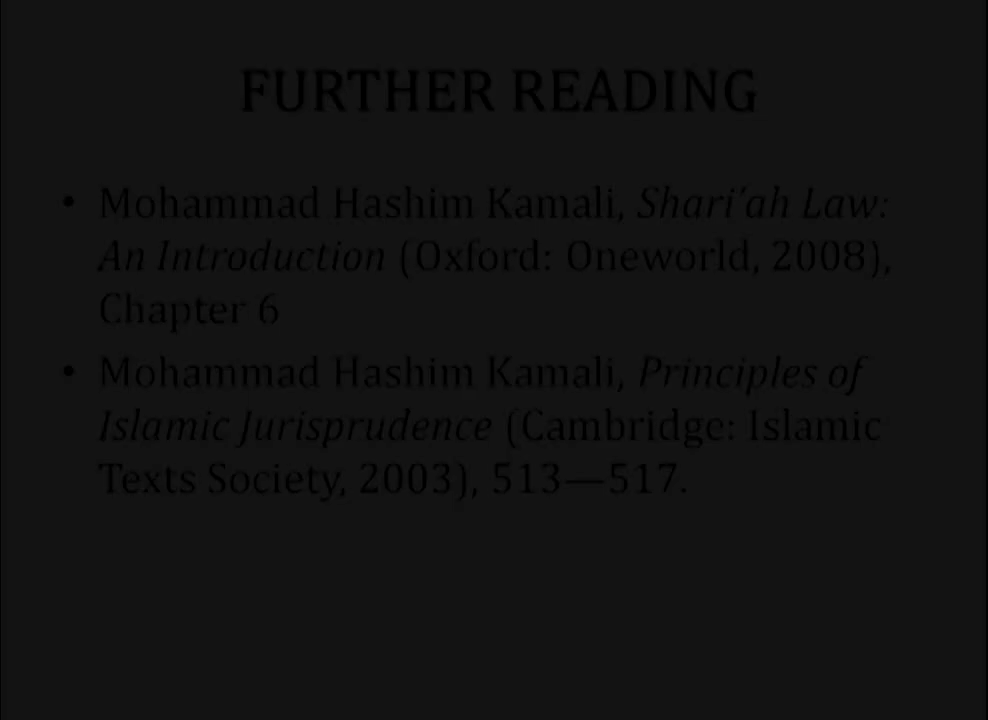 FURTHER READING
• Mohammad Hashim Kamali, Shari’ah Law:
An Introduction (Oxford: Oneworld, 2008),
Chapter 6
• Mohammad Hashim Kamali, Principles of
Islamic Jurisprudence (Cambridge: Islamic
Texts Society, 2003), 513—517.